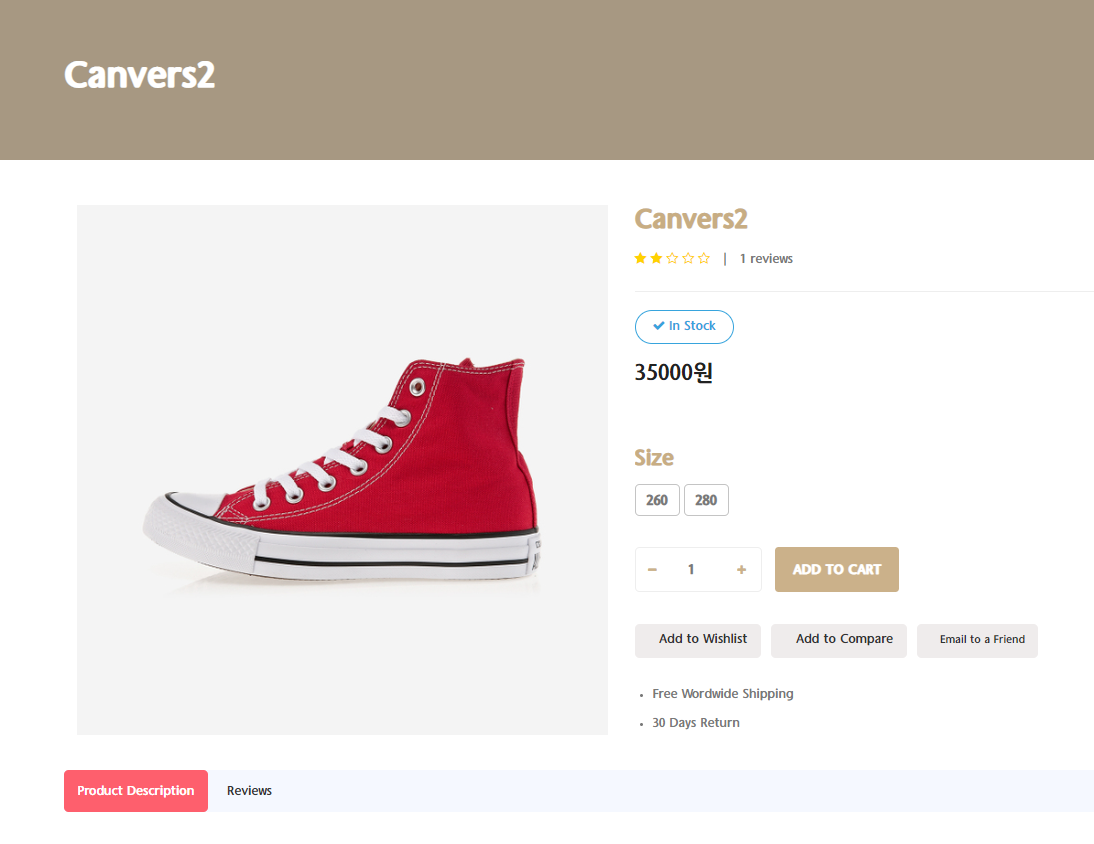 Canvers2
Canvers2
| 1 reviews
In Stock
35000원
Size
260 280
− 1 + ADD TO CART
Add to Wishlist Add to Compare Email to a Friend
• Free Wordwide Shipping
• 30 Days Return
Product Description Reviews